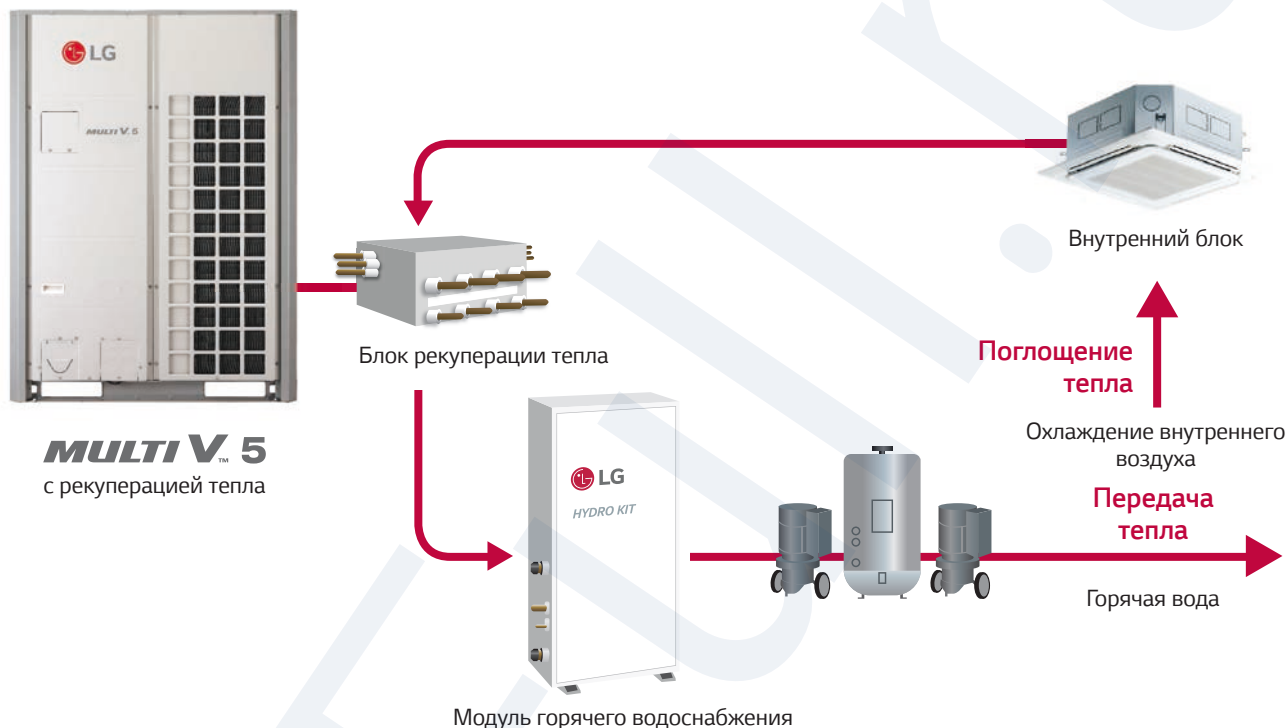 LG
MULTI V. 5
MULTI V™ 5
с рекуперацией тепла
Блок рекуперации тепла
LG
HYDRO KIT
Модуль горячего водоснабжения
Внутренний блок
Поглощение
тепла
Охлаждение внутреннего
воздуха
Передача
тепла
Горячая вода